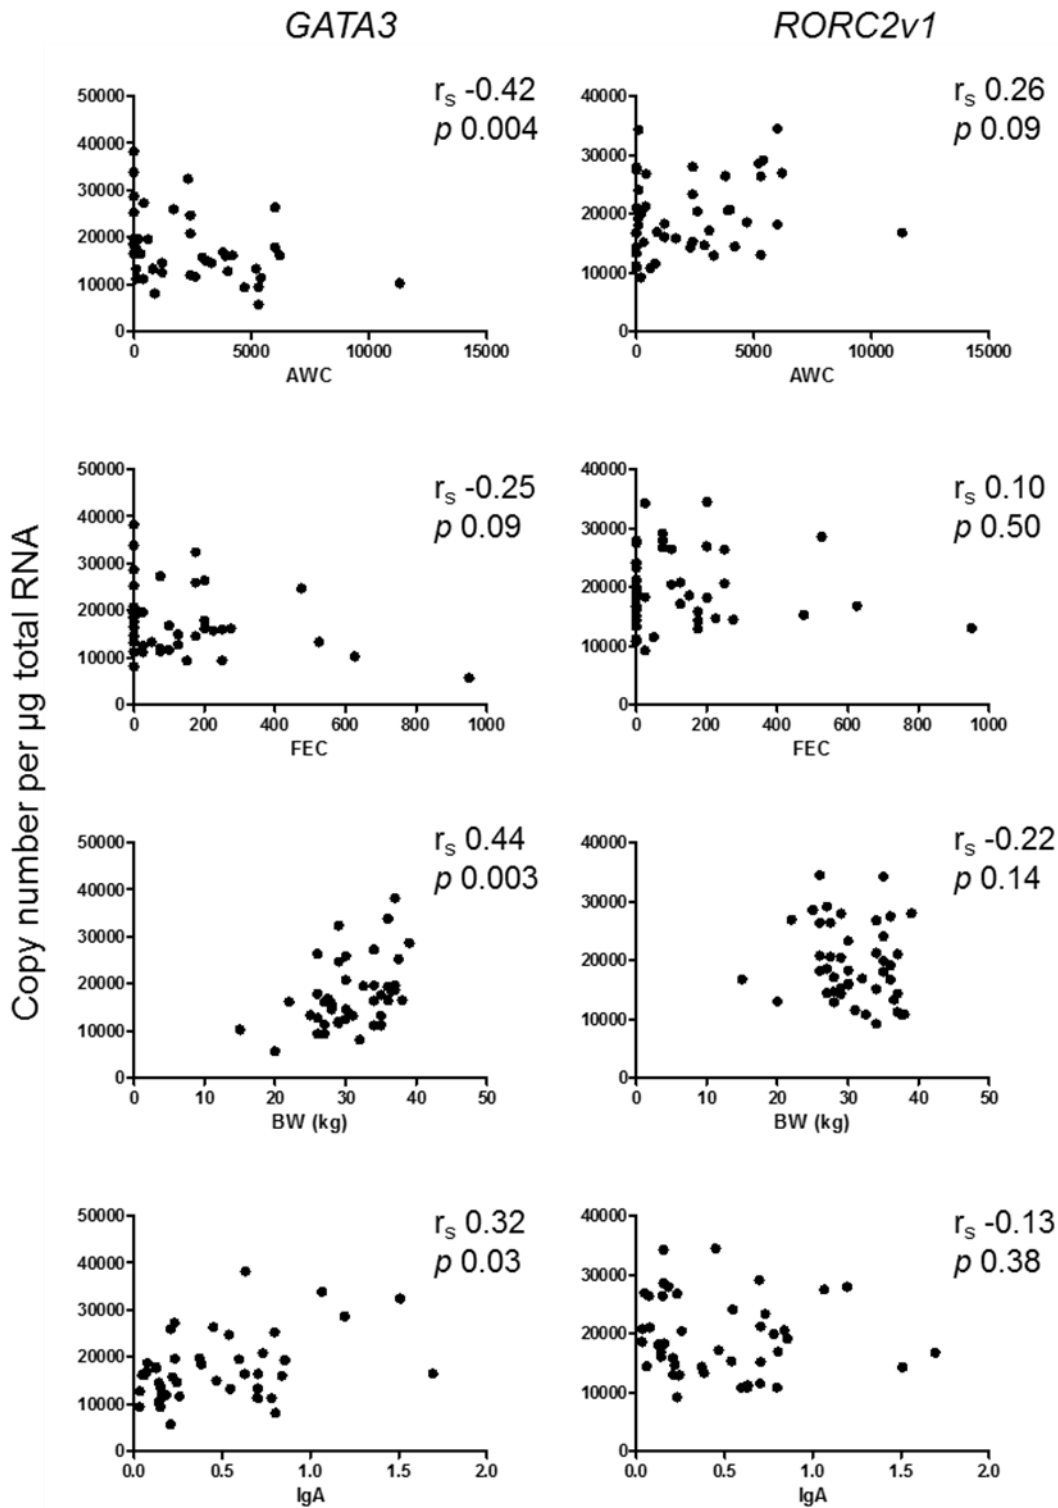 GATA3 RORC2v1
Copy number per µg total RNA
rS -0.42
p 0.004
50000
40000
30000
20000
10000
0
0 5000 10000 15000
AWC
rS 0.26
p 0.09
40000
30000
20000
10000
0
0 5000 10000 15000
AWC
rS -0.25
p 0.09
50000
40000
30000
20000
10000
0
0 200 400 600 800 1000
FEC
rS 0.10
p 0.50
40000
30000
20000
10000
0
0 200 400 600 800 1000
FEC
rS 0.44
p 0.003
50000
40000
30000
20000
10000
0
0 10 20 30 40 50
BW (kg)
rS -0.22
p 0.14
40000
30000
20000
10000
0
0 10 20 30 40 50
BW (kg)
rS 0.32
p 0.03
50000
40000
30000
20000
10000
0
0.0 0.5 1.0 1.5 2.0
IgA
rS -0.13
p 0.38
40000
30000
20000
10000
0
0.0 0.5 1.0 1.5 2.0
IgA